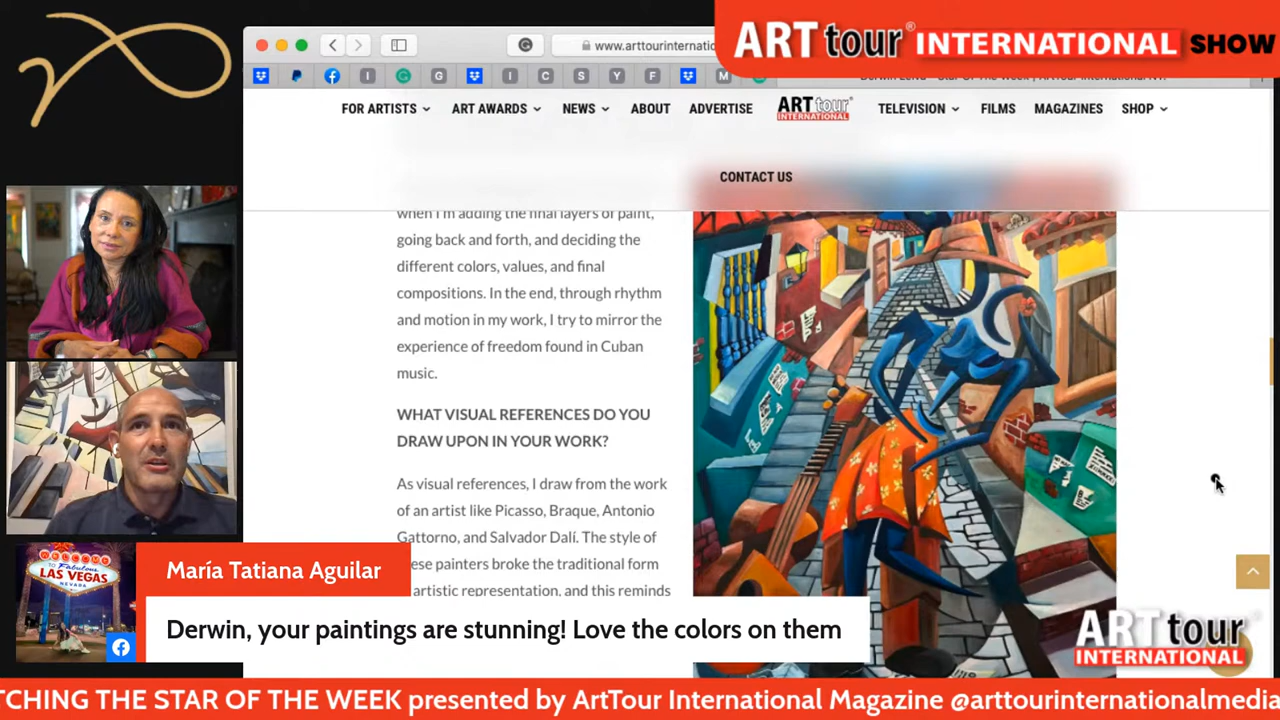 ART tour® INTERNATIONAL SHOW
www.arttourinternatio
FOR ARTISTS
ART AWARDS
NEWS
ABOUT
ADVERTISE
ART tour
INTERNATIONAL
TELEVISION
FILMS
MAGAZINES
SHOP
CONTACT US
when I'm adding the final layers of paint,
going back and forth, and deciding the
different colors, values, and final
compositions. In the end, through rhythm
and motion in my work, I try to mirror the
experience of freedom found in Cuban
music.
WHAT VISUAL REFERENCES DO YOU
DRAW UPON IN YOUR WORK?
As visual references, I draw from the work
of an artist like Picasso, Braque, Antonio
Gattorno, and Salvador Dalí. The style of
ese painters broke the traditional form
artistic representation, and this reminds
WELCOME
TO Fabulous
LAS VEGAS
NEVADA
María Tatiana Aguilar
Derwin, your paintings are stunning! Love the colors on them
ART tour
INTERNATIONAL
TCHING THE STAR OF THE WEEK presented by ArtTour International Magazine @arttourinternationalmedia